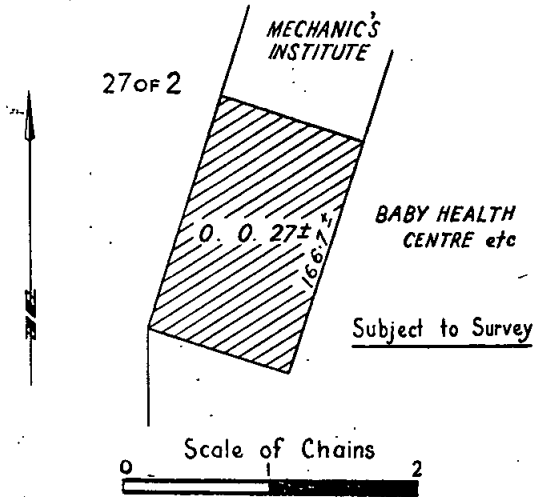 MECHANIC'S
INSTITUTE
27 OF 2
0. 0. 27±
166.7±
BABY HEALTH
CENTRE etc
Subject to Survey
Scale of Chains
0 1 2